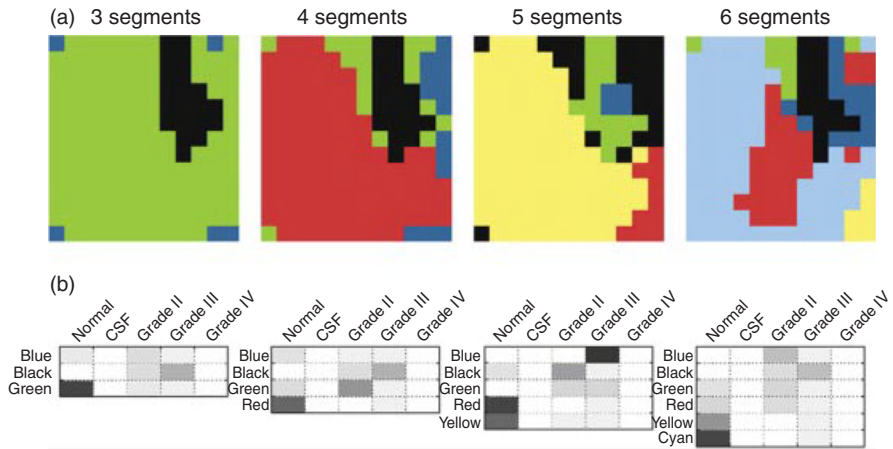 (a) 3 segments 4 segments 5 segments 6 segments
(b)
Normal CSF Grade II Grade III Grade IV
Blue
Black
Green
Normal CSF Grade II Grade III Grade IV
Blue
Black
Green
Red
Normal CSF Grade II Grade III Grade IV
Blue
Black
Green
Red
Yellow
Normal CSF Grade II Grade III Grade IV
Blue
Black
Green
Red
Yellow
Cyan